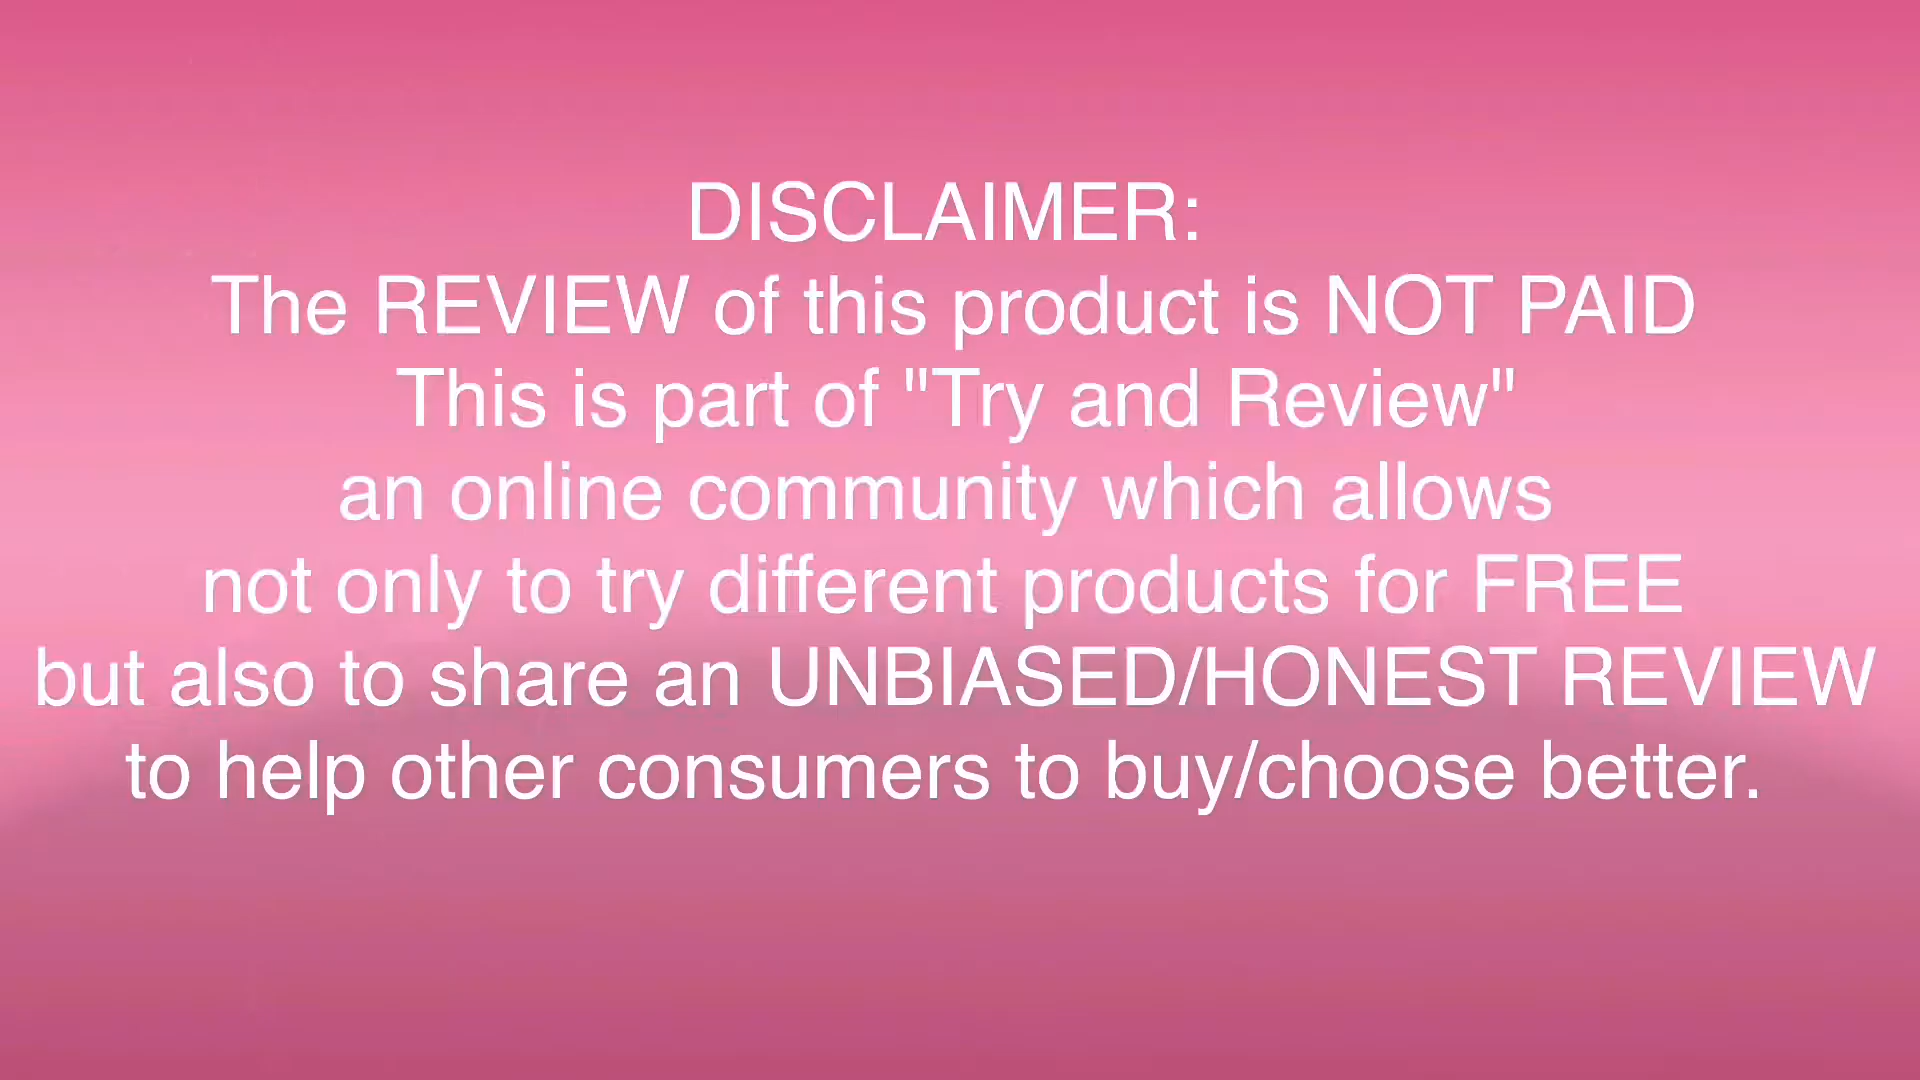 DISCLAIMER:
The REVIEW of this product is NOT PAID
This is part of "Try and Review"
an online community which allows
not only to try different products for FREE
but also to share an UNBIASED/HONEST REVIEW
to help other consumers to buy/choose better.